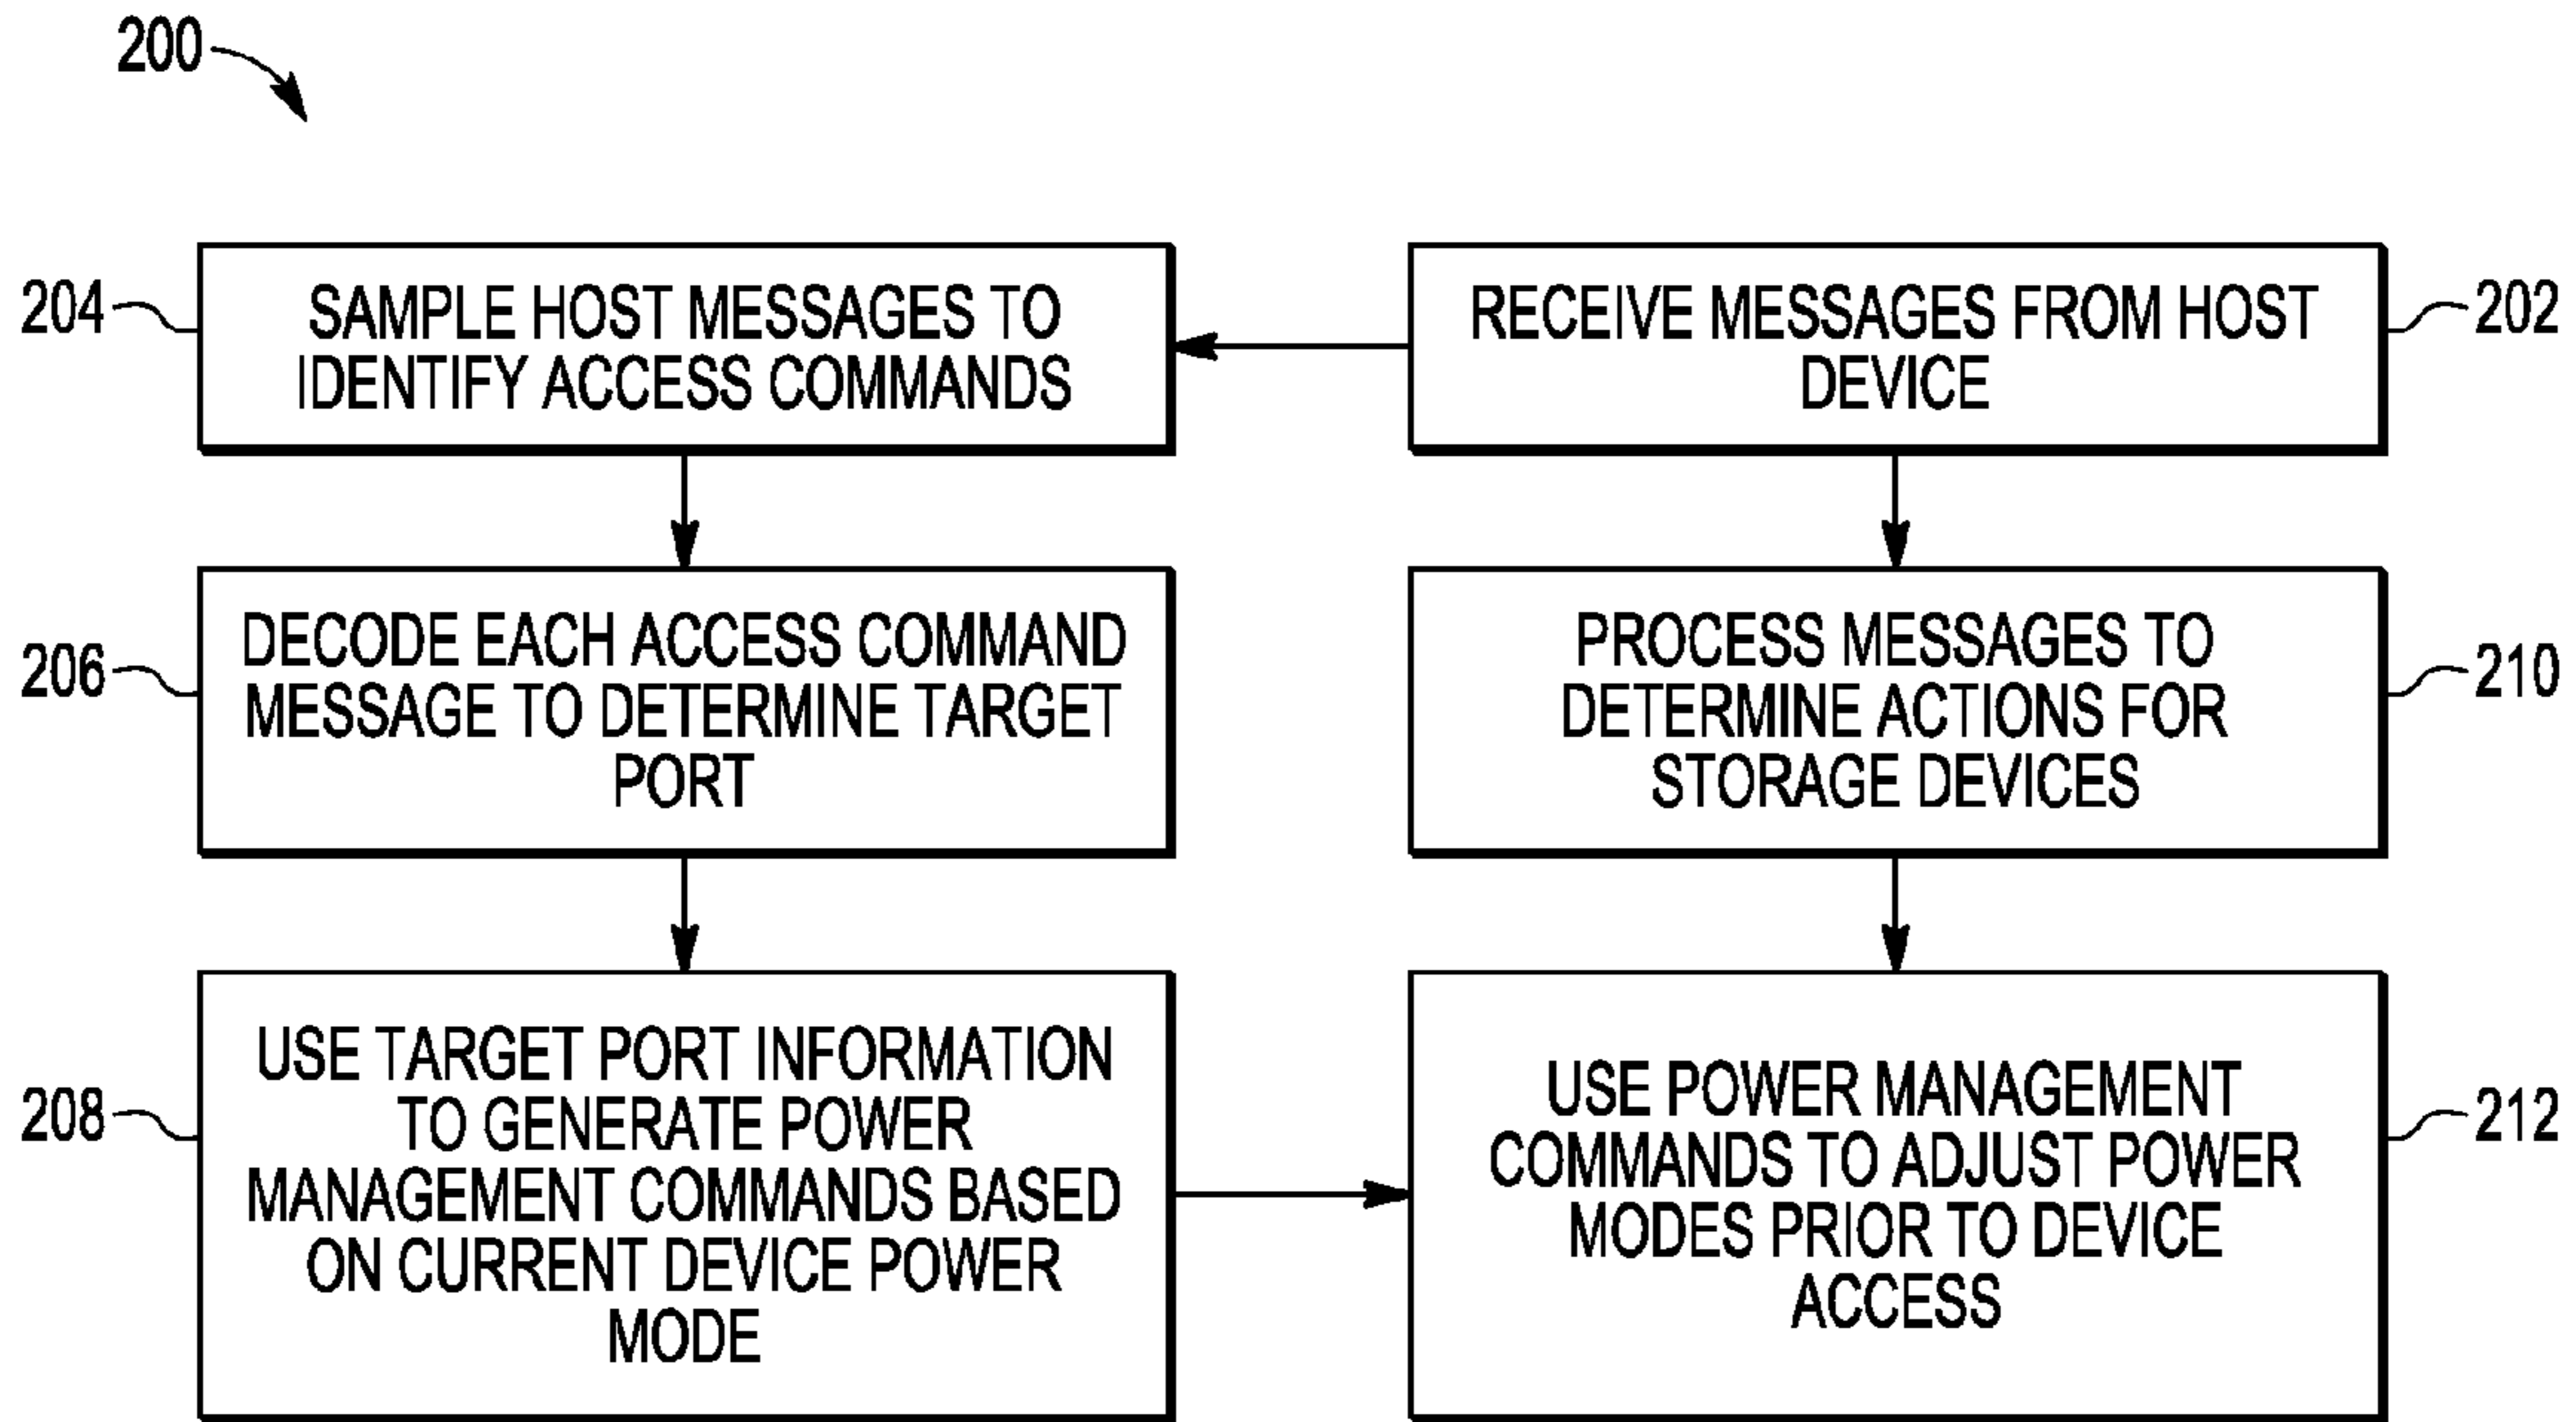 200
204
SAMPLE HOST MESSAGES TO
IDENTIFY ACCESS COMMANDS
RECEIVE MESSAGES FROM HOST
DEVICE
202
206
DECODE EACH ACCESS COMMAND
MESSAGE TO DETERMINE TARGET
PORT
PROCESS MESSAGES TO
DETERMINE ACTIONS FOR
STORAGE DEVICES
210
208
USE TARGET PORT INFORMATION
TO GENERATE POWER
MANAGEMENT COMMANDS BASED
ON CURRENT DEVICE POWER
MODE
USE POWER MANAGEMENT
COMMANDS TO ADJUST POWER
MODES PRIOR TO DEVICE
ACCESS
212